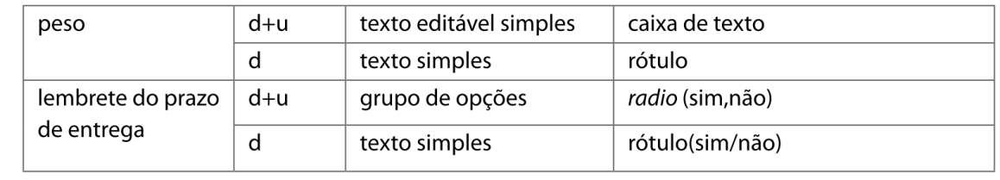 peso d+u texto editável simples caixa de texto
d texto simples rótulo
lembrete do prazo d+u grupo de opções radio (sim,não)
de entrega
d texto simples rótulo(sim/não)